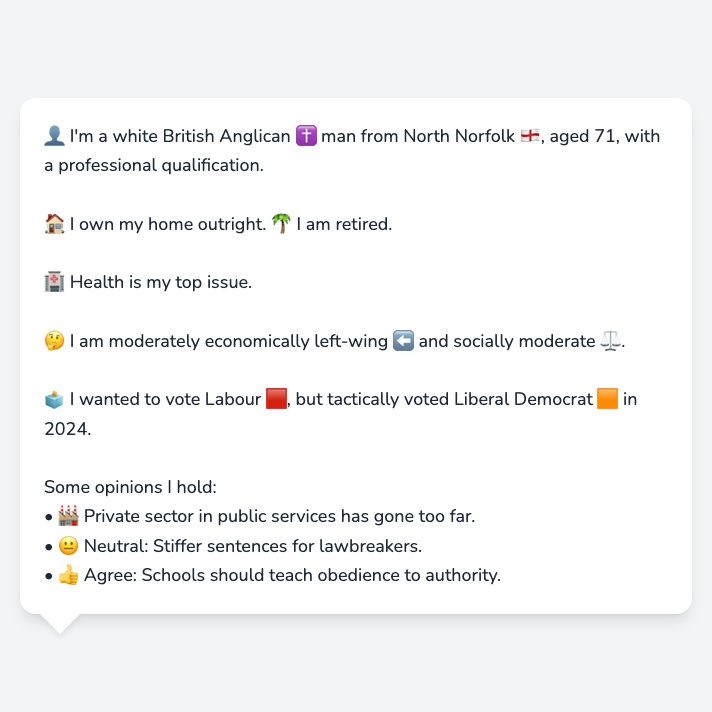 👤 I'm a white British Anglican ✝️ man from North Norfolk 🏴󠁧󠁢󠁥󠁮󠁧󠁿, aged 71, with
a professional qualification.
🏠 I own my home outright. 🌴 I am retired.
🏥 Health is my top issue.
🤔 I am moderately economically left-wing ⬅️ and socially moderate ⚖️.
🗳️ I wanted to vote Labour 🟥, but tactically voted Liberal Democrat 🟧 in
2024.
Some opinions I hold:
• 🏭 Private sector in public services has gone too far.
• 😐 Neutral: Stiffer sentences for lawbreakers.
• 👍 Agree: Schools should teach obedience to authority.